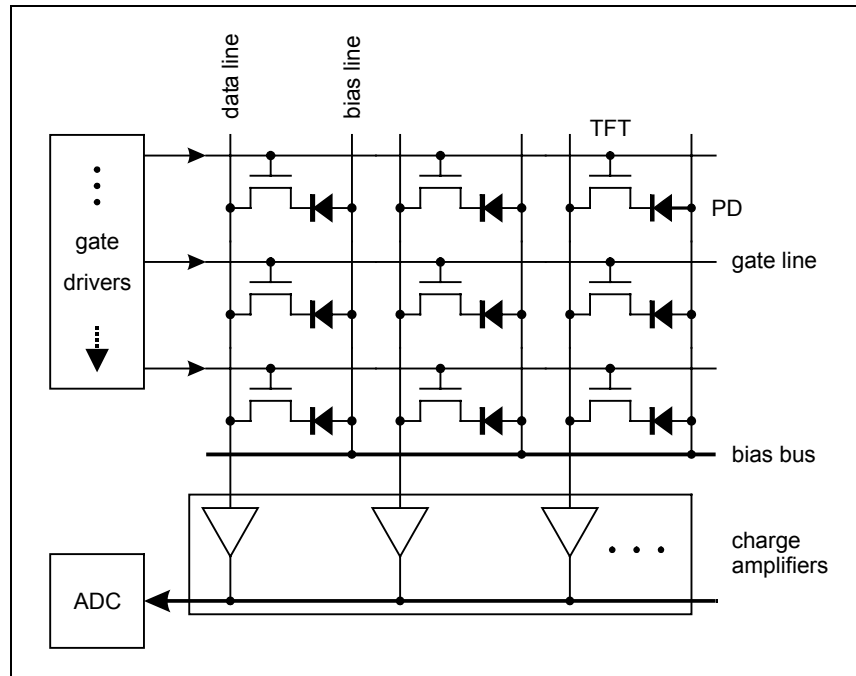 data line
bias line
TFT
PD
gate
drivers
gate line
bias bus
charge
amplifiers
ADC